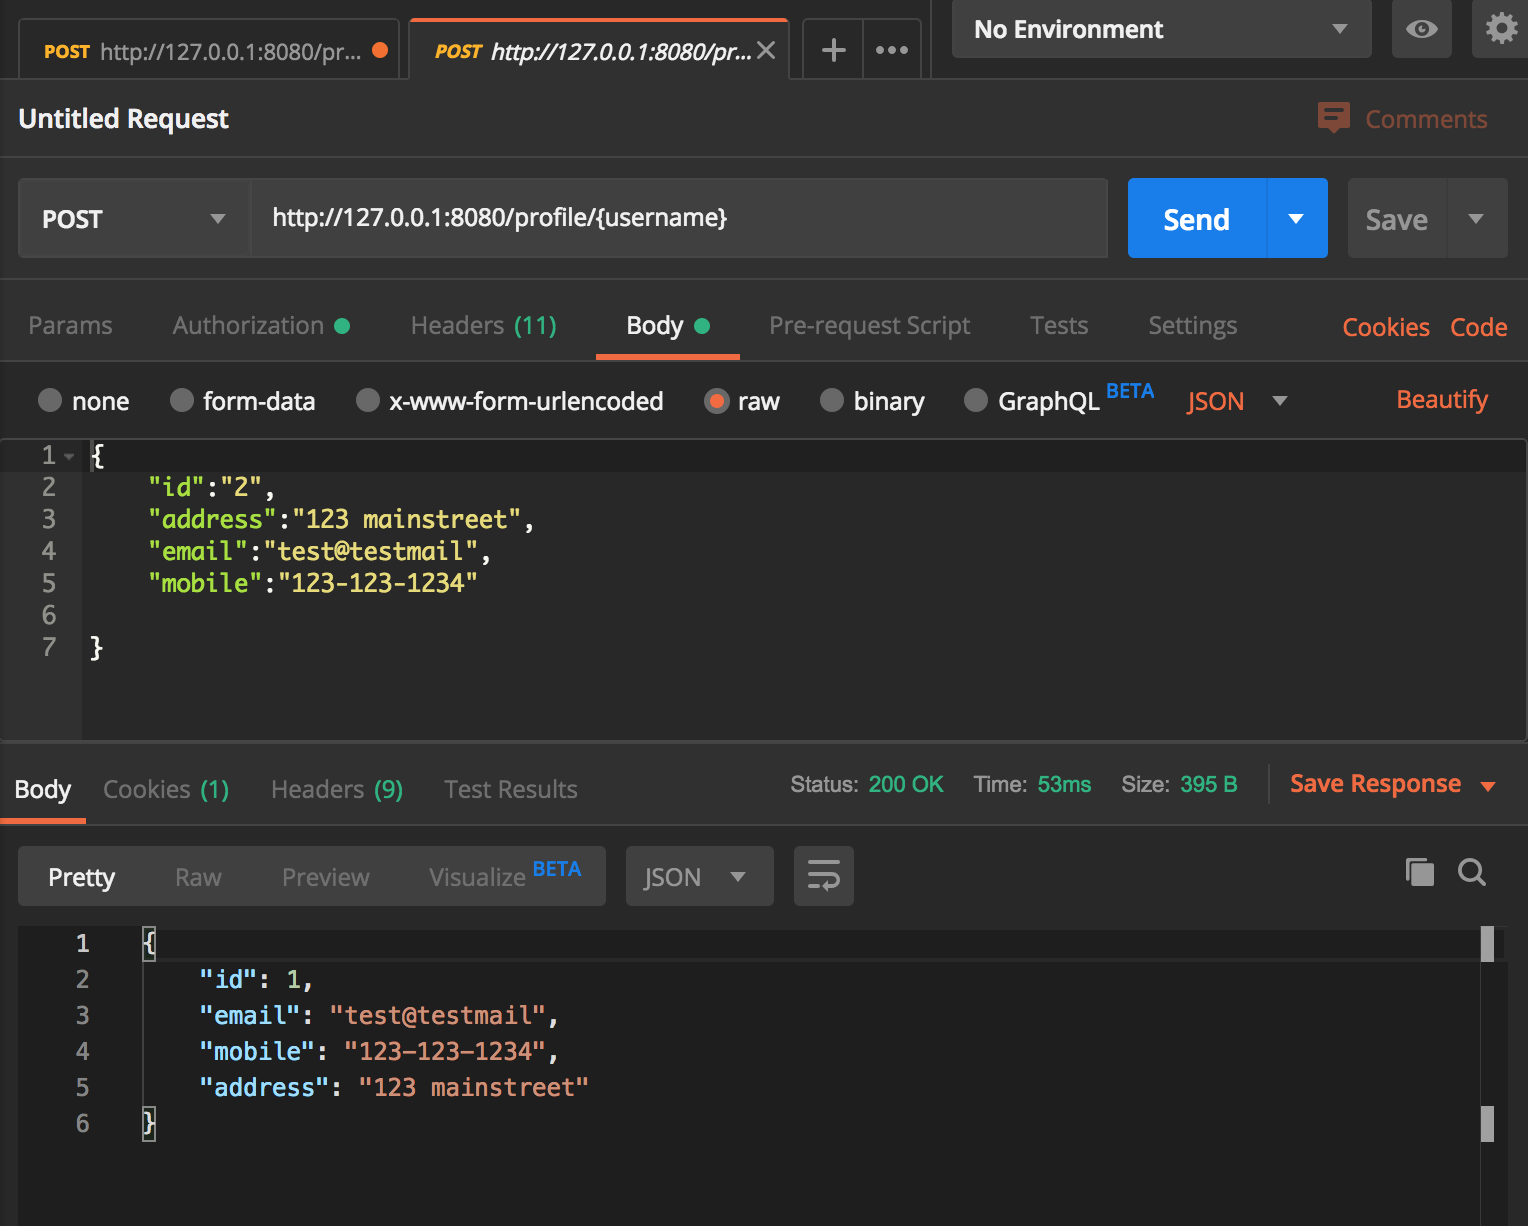 POST http://127.0.0.1:8080/pr... POST http://127.0.0.1:8080/pr... No Environment
Untitled Request Comments
POST http://127.0.0.1:8080/profile/{username} Send Save
Params Authorization Headers (11) Body Pre-request Script Tests Settings Cookies Code
none form-data x-www-form-urlencoded raw binary GraphQL BETA JSON Beautify
1 {
2 "id":"2",
3 "address":"123 mainstreet",
4 "email":"test@testmail",
5 "mobile":"123-123-1234"
6
7 }
Body Cookies (1) Headers (9) Test Results Status: 200 OK Time: 53ms Size: 395 B Save Response
Pretty Raw Preview Visualize BETA JSON
1 {
2 "id": 1,
3 "email": "test@testmail",
4 "mobile": "123-123-1234",
5 "address": "123 mainstreet"
6 }